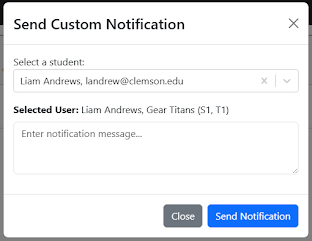 Send Custom Notification
Select a student:
Liam Andrews, landrew@clemson.edu
Selected User: Liam Andrews, Gear Titans (S1, T1)
Enter notification message...
Close
Send Notification